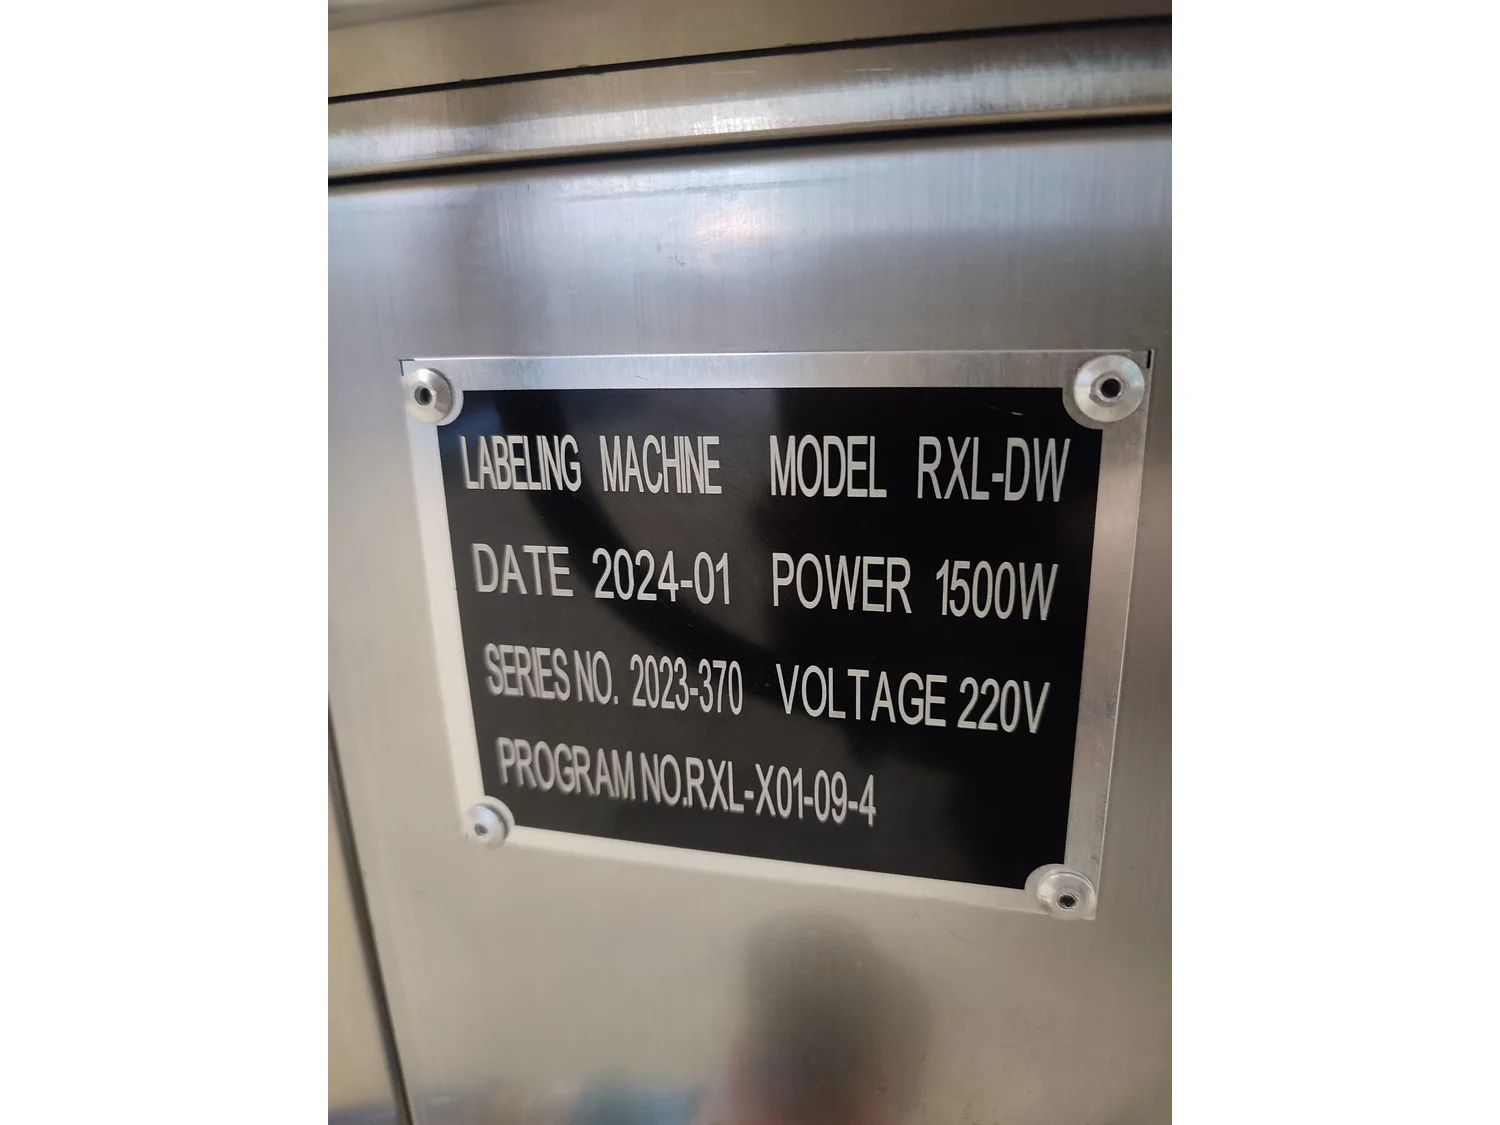 LABELING MACHINE MODEL RXL-DW
DATE 2024-01 POWER 1500W
SERIES NO. 2023-370 VOLTAGE 220V
PROGRAM NO.RXL-X01-09-4